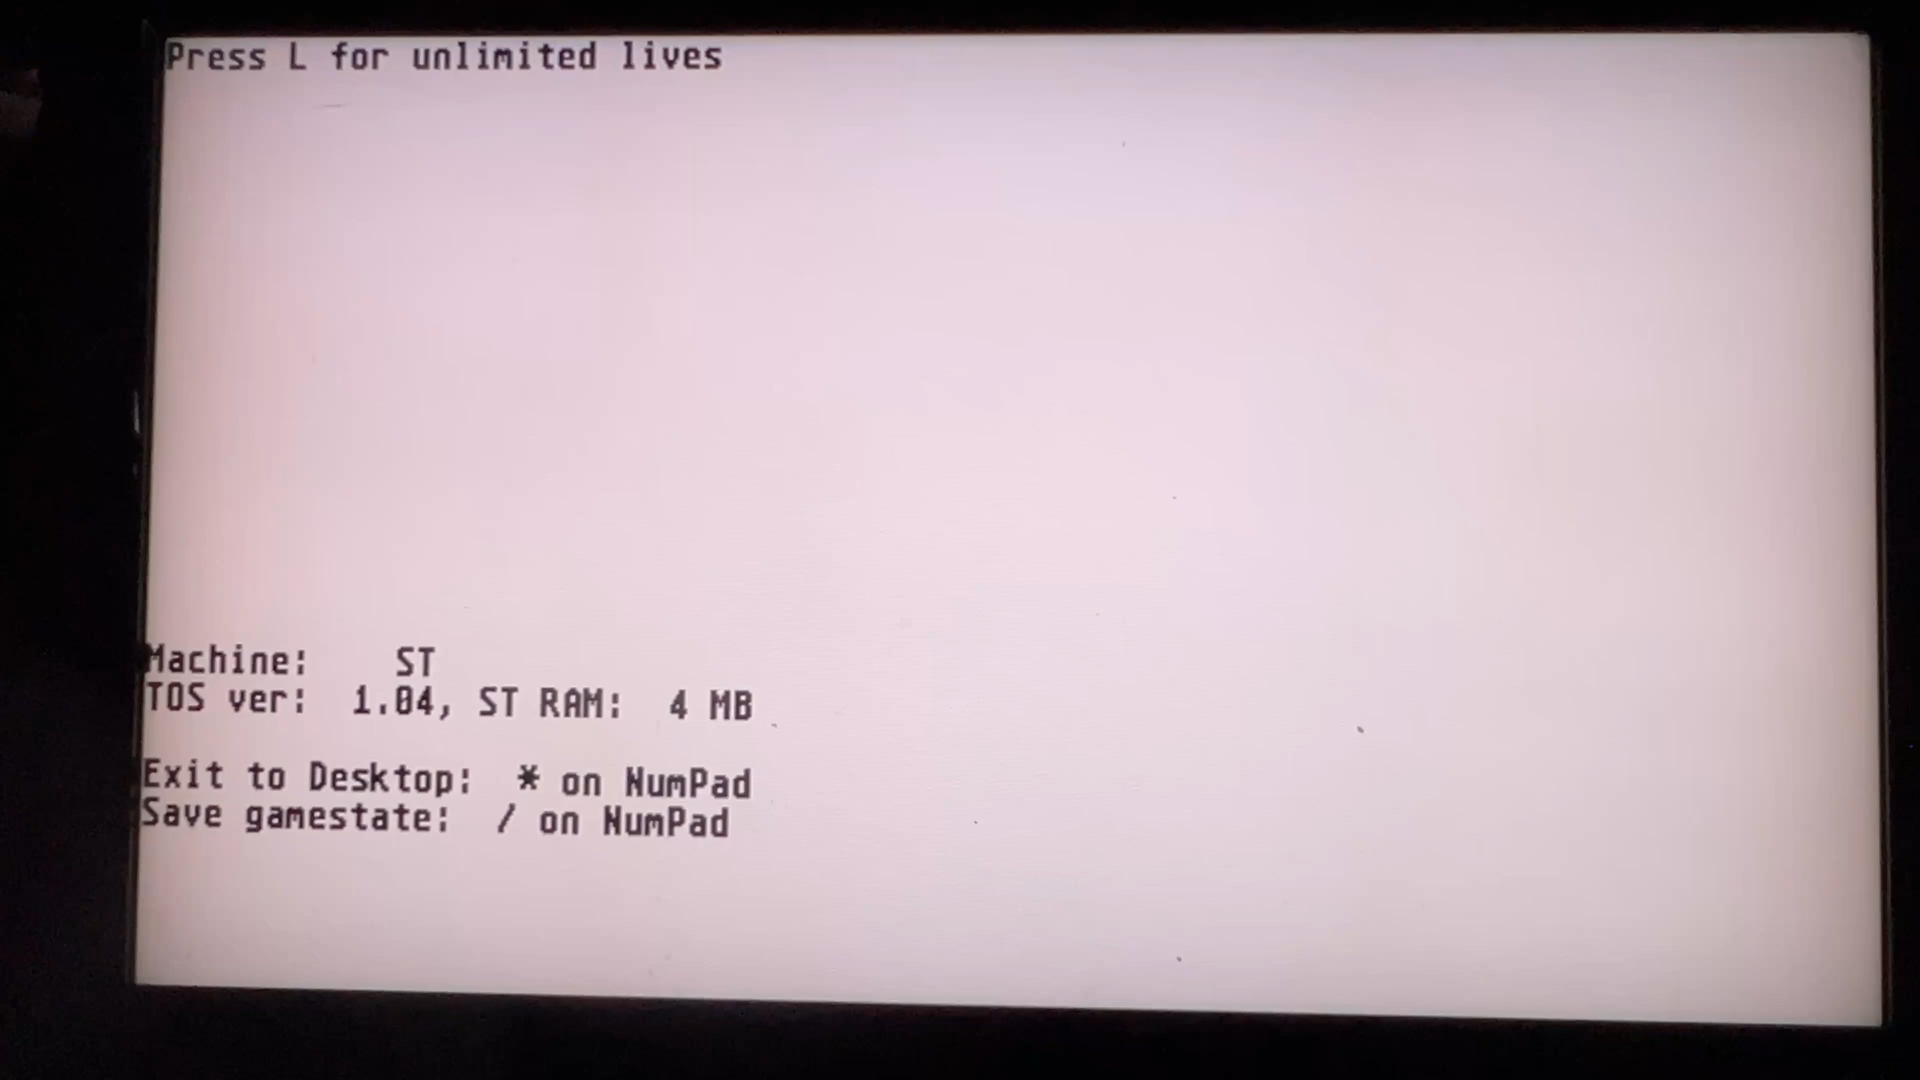 Press L for unlimited lives
Machine: ST
TOS ver: 1.04, ST RAM: 4 MB
Exit to Desktop: * on NumPad
Save gamestate: / on NumPad